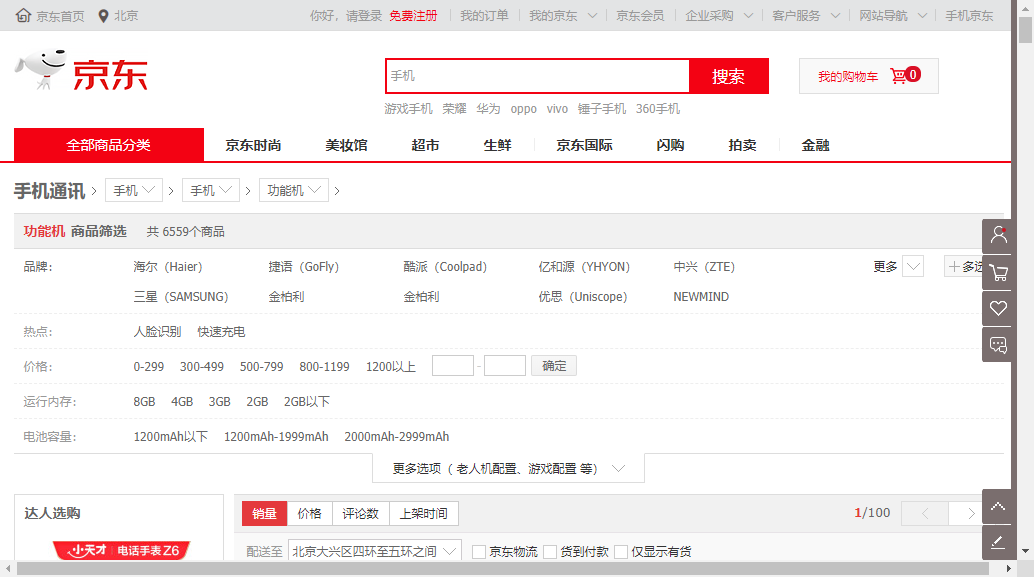 京东首页 北京 你好，请登录 免费注册 我的订单 我的京东 京东会员 企业采购 客户服务 网站导航 手机京东
京东
手机 搜索 我的购物车 0
游戏手机 荣耀 华为 oppo vivo 锤子手机 360手机
全部商品分类 京东时尚 美妆馆 超市 生鲜 京东国际 闪购 拍卖 金融
手机通讯 > 手机 > 手机 > 功能机 >
功能机 商品筛选 共 6559个商品
品牌: 海尔（Haier） 捷语（GoFly） 酷派（Coolpad） 亿和源（YHYON） 中兴（ZTE） 更多 多选
三星（SAMSUNG） 金柏利 金柏利 优思（Uniscope） NEWMIND
热点: 人脸识别 快速充电
价格: 0-299 300-499 500-799 800-1199 1200以上 - 确定
运行内存: 8GB 4GB 3GB 2GB 2GB以下
电池容量: 1200mAh以下 1200mAh-1999mAh 2000mAh-2999mAh
更多选项（ 老人机配置、游戏配置 等）
达人选购 销量 价格 评论数 上架时间 1/100
小天才 电话手表Z6 配送至 北京大兴区四环至五环之间 京东物流 货到付款 仅显示有货